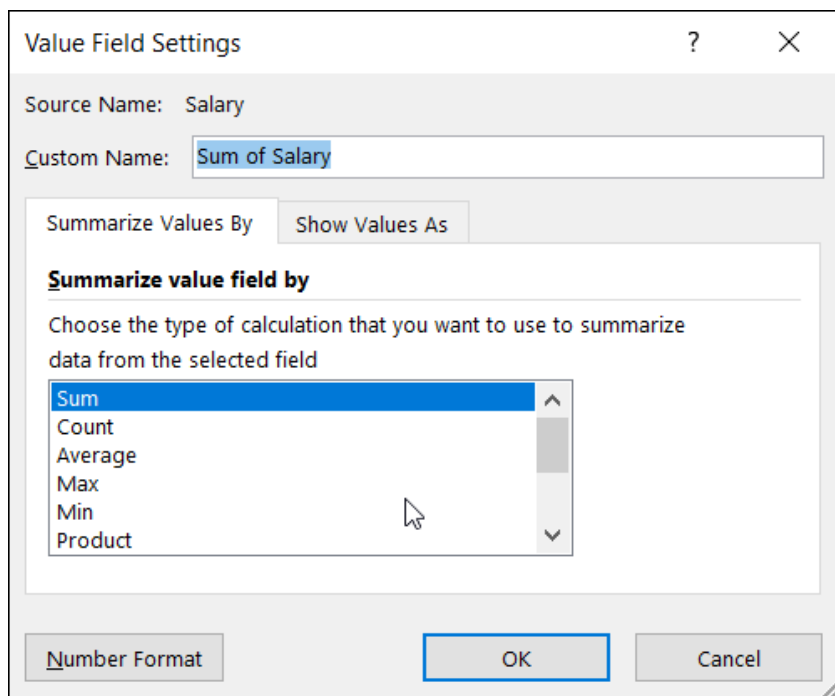 Value Field Settings ?
Source Name: Salary
Custom Name: Sum of Salary
Summarize Values By Show Values As
Summarize value field by
Choose the type of calculation that you want to use to summarize
data from the selected field
Sum
Count
Average
Max
Min
Product
Number Format OK Cancel